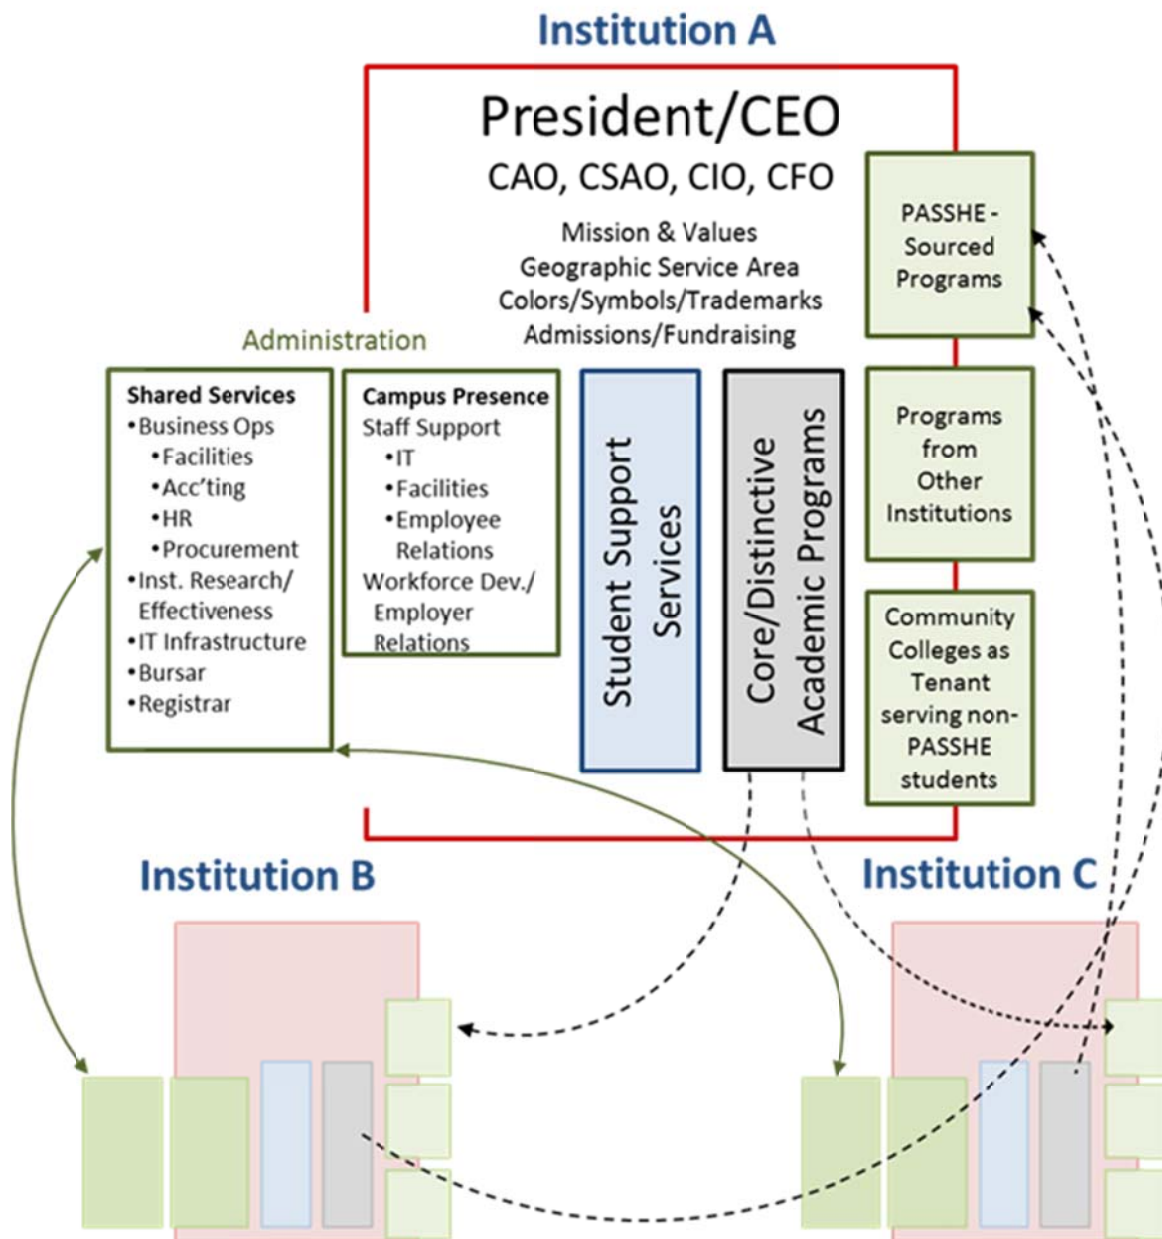 Institution A
President/CEO
CAO, CSAO, CIO, CFO
Mission & Values
Geographic Service Area
Colors/Symbols/Trademarks
Admissions/Fundraising
Administration
Shared Services
•Business Ops
•Facilities
•Acc'ting
•HR
•Procurement
•Inst. Research/
Effectiveness
•IT Infrastructure
•Bursar
•Registrar
Campus Presence
Staff Support
•IT
•Facilities
•Employee
Relations
Workforce Dev./
Employer
Relations
Student Support
Services
Core/Distinctive
Academic Programs
PASSHE -
Sourced
Programs
Programs
from
Other
Institutions
Community
Colleges as
Tenant
serving non-
PASSHE
students
Institution B
Institution C